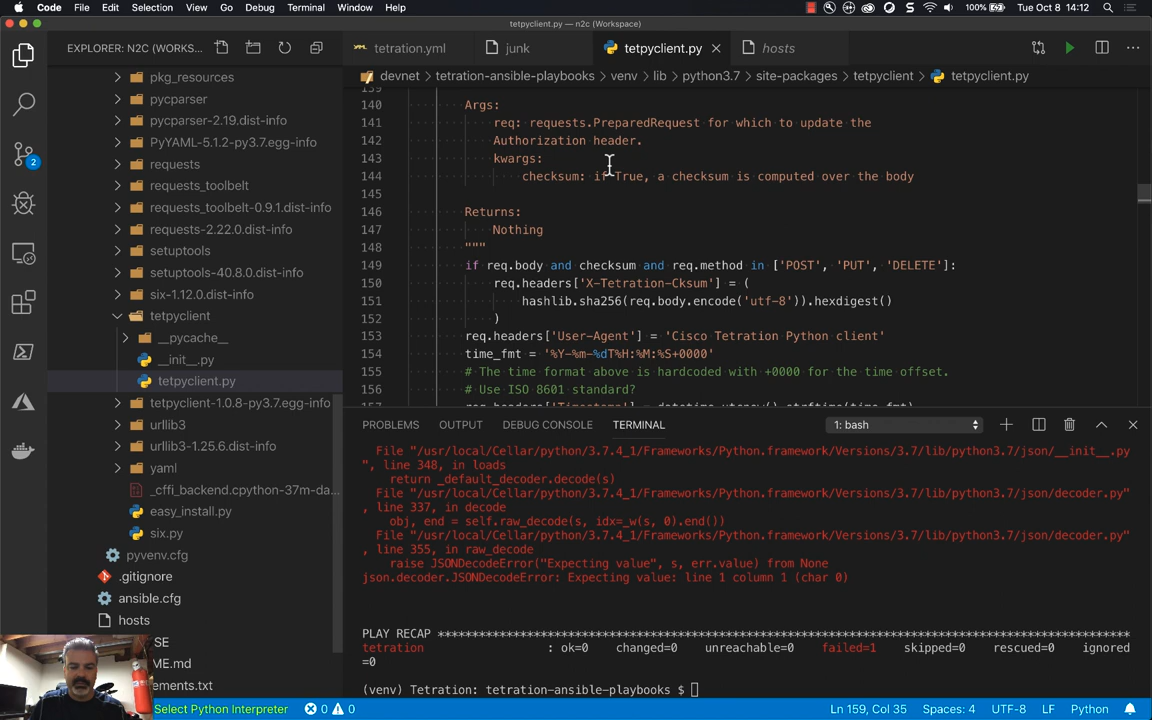 Code File Edit Selection View Go Debug Terminal Window Help 100% Tue Oct 8 14:12
tetpyclient.py — n2c (Workspace)
EXPLORER: N2C (WORKS...
tetration.yml junk tetpyclient.py hosts
devnet > tetration-ansible-playbooks > venv > lib > python3.7 > site-packages > tetpyclient > tetpyclient.py
pkg_resources
pycparser
pycparser-2.19.dist-info
PyYAML-5.1.2-py3.7.egg-info
requests
requests_toolbelt
requests_toolbelt-0.9.1.dist-info
requests-2.22.0.dist-info
setuptools
setuptools-40.8.0.dist-info
six-1.12.0.dist-info
tetpyclient
__pycache__
__init__.py
tetpyclient.py
tetpyclient-1.0.8-py3.7.egg-info
urllib3
urllib3-1.25.6.dist-info
yaml
_cffi_backend.cpython-37m-da...
easy_install.py
six.py
pyvenv.cfg
.gitignore
ansible.cfg
hosts
SE
ME.md
ements.txt
2
139
140 Args:
141 req: requests.PreparedRequest for which to update the
142 Authorization header.
143 kwargs:
144 checksum: if True, a checksum is computed over the body
145
146 Returns:
147 Nothing
148 """
149 if req.body and checksum and req.method in ['POST', 'PUT', 'DELETE']:
150 req.headers['X-Tetration-Cksum'] = (
151 hashlib.sha256(req.body.encode('utf-8')).hexdigest()
152 )
153 req.headers['User-Agent'] = 'Cisco Tetration Python client'
154 time_fmt = '%Y-%m-%dT%H:%M:%S+0000'
155 # The time format above is hardcoded with +0000 for the time offset.
156 # Use ISO 8601 standard?
157 req.headers['Timestamp'] = datetime.utcnow().strftime(time_fmt)
PROBLEMS OUTPUT DEBUG CONSOLE TERMINAL 1: bash
File "/usr/local/Cellar/python/3.7.4_1/Frameworks/Python.framework/Versions/3.7/lib/python3.7/json/__init__.py
", line 348, in loads
return _default_decoder.decode(s)
File "/usr/local/Cellar/python/3.7.4_1/Frameworks/Python.framework/Versions/3.7/lib/python3.7/json/decoder.py"
, line 337, in decode
obj, end = self.raw_decode(s, idx=_w(s, 0).end())
File "/usr/local/Cellar/python/3.7.4_1/Frameworks/Python.framework/Versions/3.7/lib/python3.7/json/decoder.py"
, line 355, in raw_decode
raise JSONDecodeError("Expecting value", s, err.value) from None
json.decoder.JSONDecodeError: Expecting value: line 1 column 1 (char 0)
PLAY RECAP *********************************************************************************************
tetration : ok=0 changed=0 unreachable=0 failed=1 skipped=0 rescued=0 ignored
=0
(venv) Tetration: tetration-ansible-playbooks $
Select Python Interpreter 0 0 Ln 159, Col 35 Spaces: 4 UTF-8 LF Python